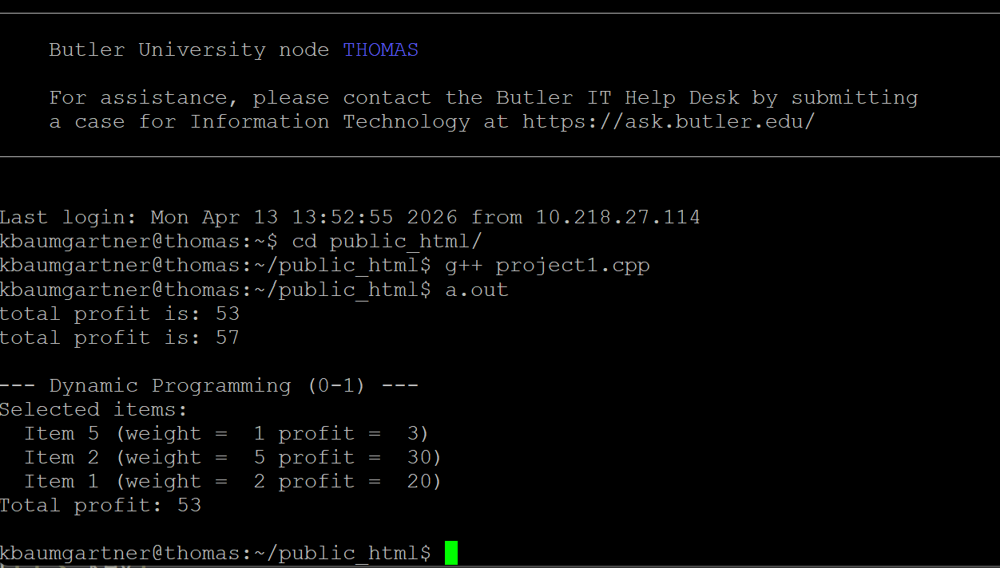 Butler University node THOMAS
For assistance, please contact the Butler IT Help Desk by submitting
a case for Information Technology at https://ask.butler.edu/
Last login: Mon Apr 13 13:52:55 2026 from 10.218.27.114
kbaumgartner@thomas:~$ cd public_html/
kbaumgartner@thomas:~/public_html$ g++ project1.cpp
kbaumgartner@thomas:~/public_html$ a.out
total profit is: 53
total profit is: 57
--- Dynamic Programming (0-1) ---
Selected items:
  Item 5 (weight =  1 profit =  3)
  Item 2 (weight =  5 profit =  30)
  Item 1 (weight =  2 profit =  20)
Total profit: 53
kbaumgartner@thomas:~/public_html$